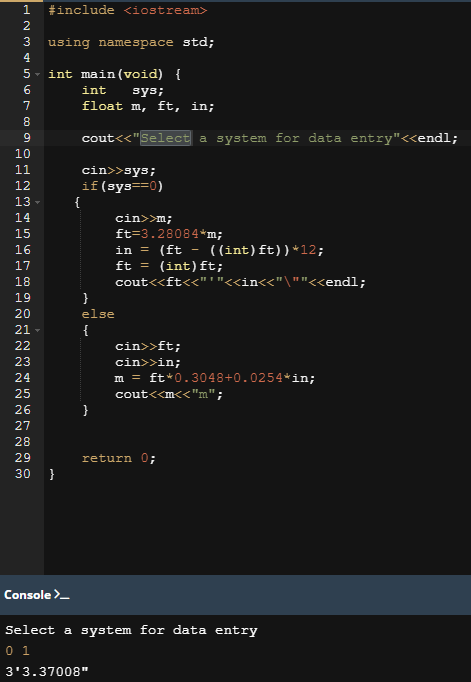 1 #include <iostream>
2
3 using namespace std;
4
5 int main(void) {
6     int   sys;
7     float m, ft, in;
8
9     cout<<"Select a system for data entry"<<endl;
10
11     cin>>sys;
12     if(sys==0)
13    {
14         cin>>m;
15         ft=3.28084*m;
16         in = (ft - ((int)ft))*12;
17         ft = (int)ft;
18         cout<<ft<<"'"<<in<<"\""<<endl;
19     }
20     else
21     {
22         cin>>ft;
23         cin>>in;
24         m = ft*0.3048+0.0254*in;
25         cout<<m<<"m";
26     }
27
28
29     return 0;
30 }
Console >_
Select a system for data entry
0 1
3'3.37008"